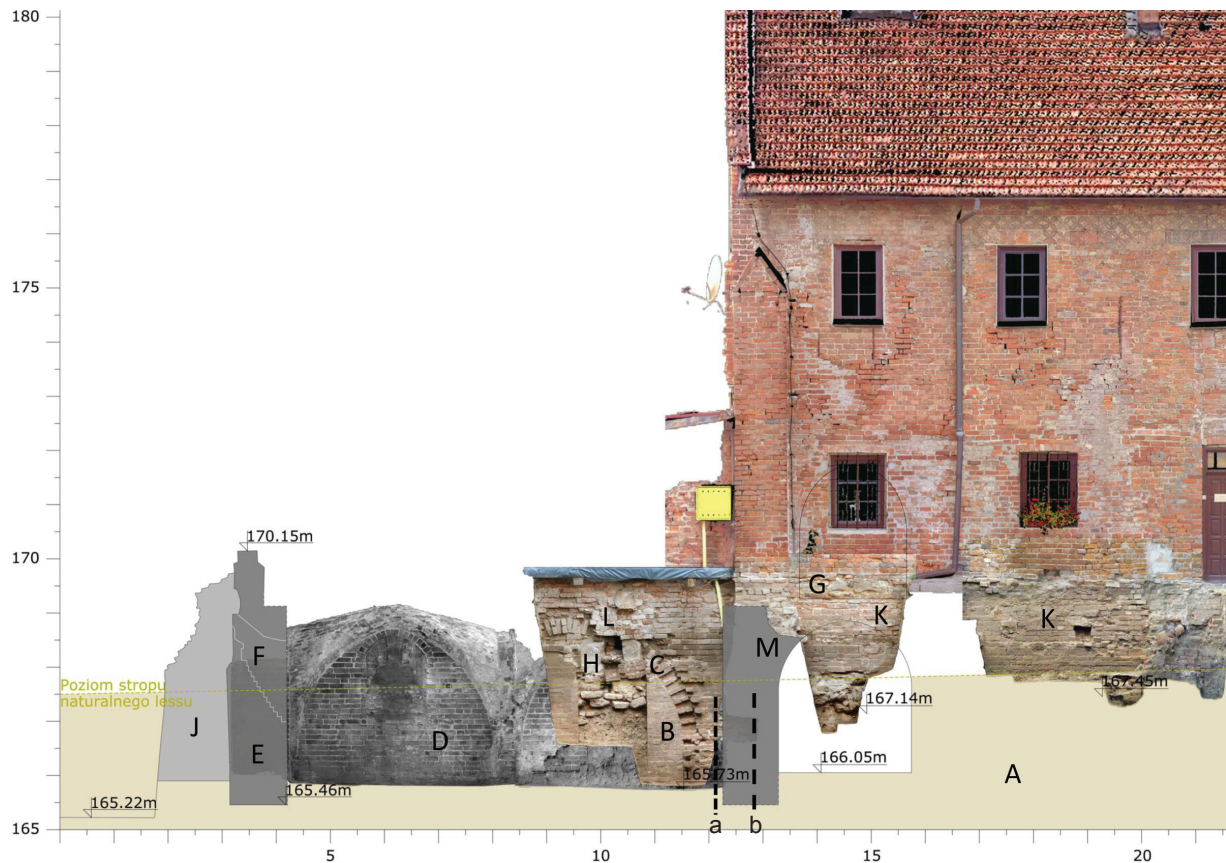 180
175
170
165
170.15m
G
L
K
K
H
C
M
F
Poziom stropu
naturalnego lessu
167.45m
167.14m
J
E
D
B
A
165.73m
166.05m
165.46m
165.22m
a
b
5
10
15
20